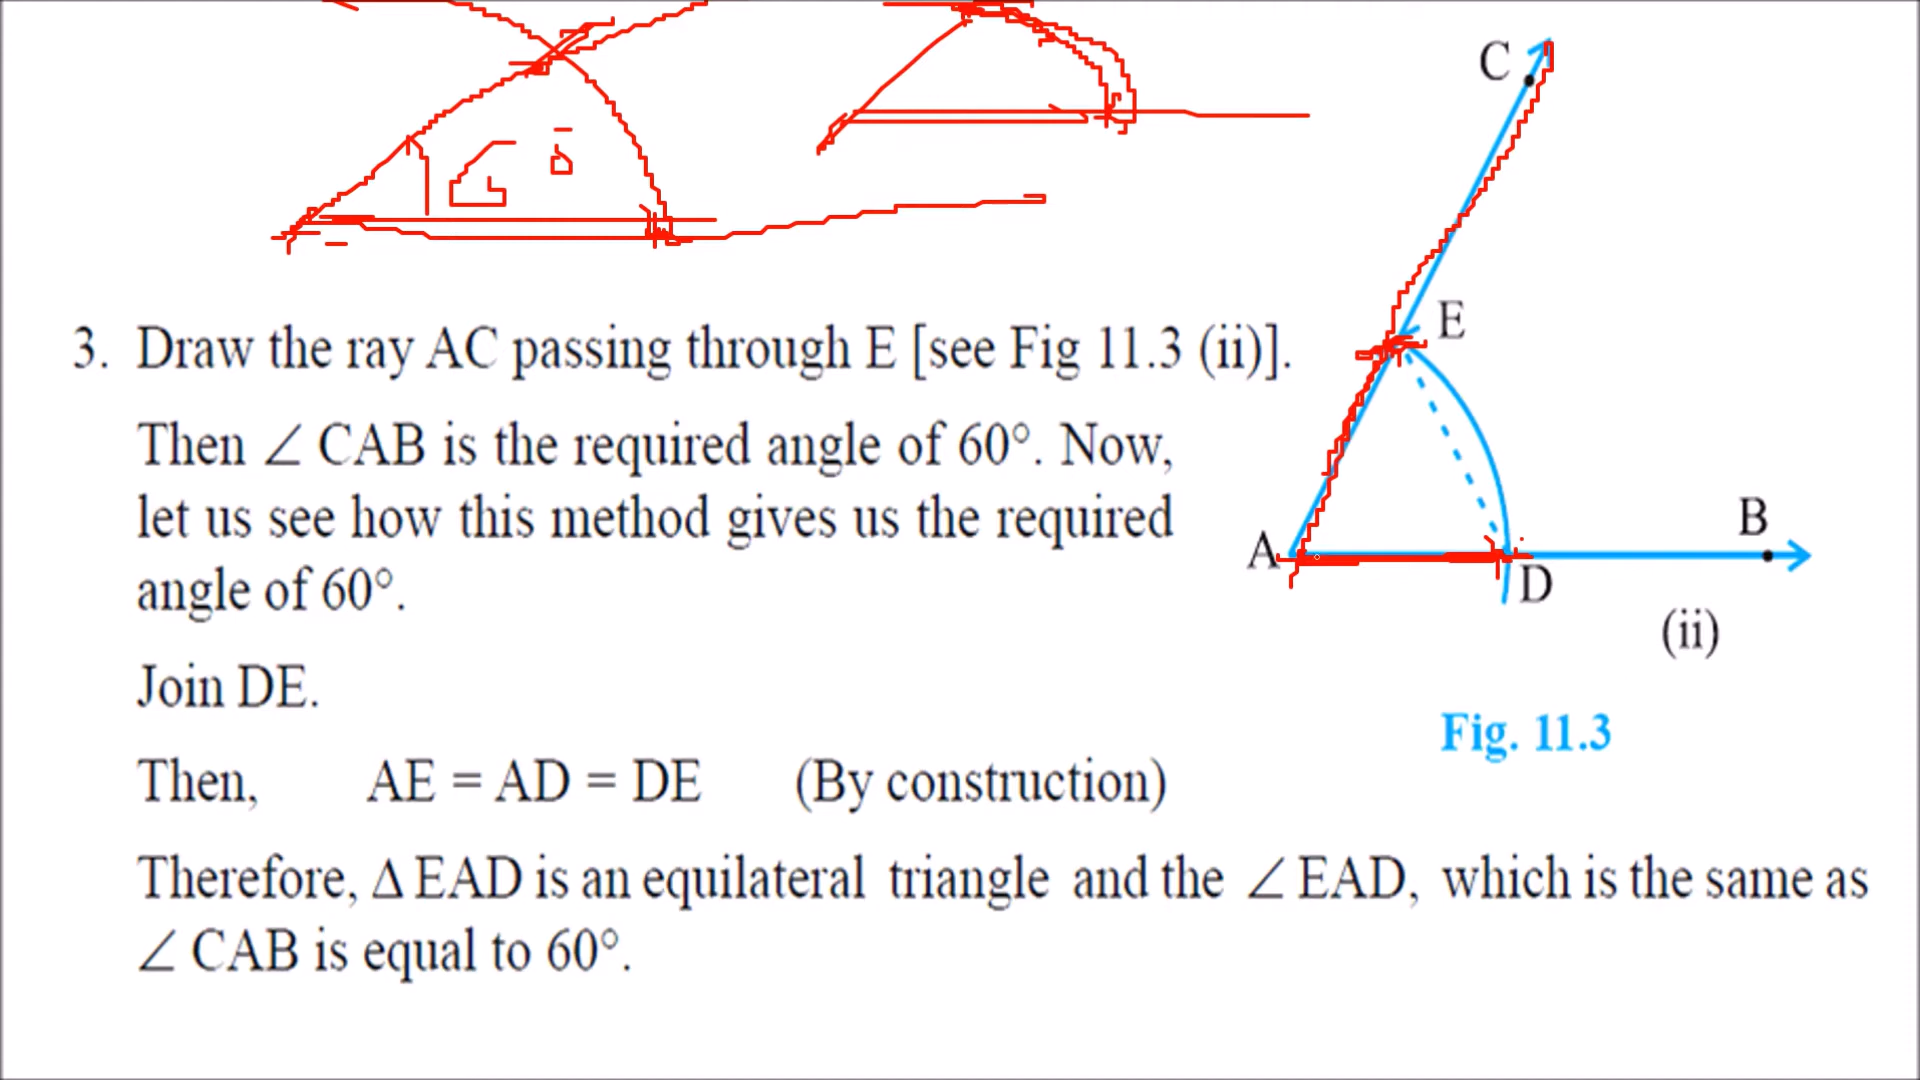 3. Draw the ray AC passing through E [see Fig 11.3 (ii)].
Then ∠ CAB is the required angle of 60°. Now,
let us see how this method gives us the required
angle of 60°.
Join DE.
Then, AE = AD = DE (By construction)
Therefore, Δ EAD is an equilateral triangle and the ∠ EAD, which is the same as
∠ CAB is equal to 60°.
C
E
A
B
D
(ii)
Fig. 11.3